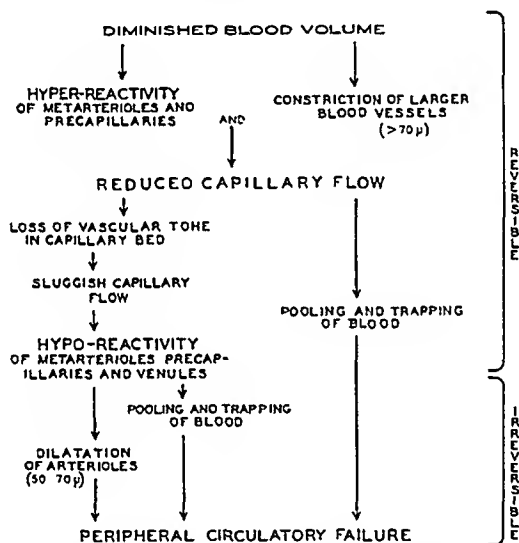 DIMINISHED BLOOD VOLUME
HYPER-REACTIVITY
OF METARTERIOLES AND
PRECAPILLARIES
AND
CONSTRICTION OF LARGER
BLOOD VESSELS
(>70μ)
REDUCED CAPILLARY FLOW
LOSS OF VASCULAR TOHE
IN CAPILLARY BED
SLUGGISH CAPILLARY
FLOW
POOLING AND TRAPPING
OF BLOOD
HYPO-REACTIVITY
OF METARTERIOLES PRECAP-
ILLARIES AND VENULES
POOLING AND TRAPPING
OF BLOOD
DILATATION
OF ARTERIOLES
(50 70μ)
PERIPHERAL CIRCULATORY FAILURE
REVERSIBLE
IRREVERSIBLE